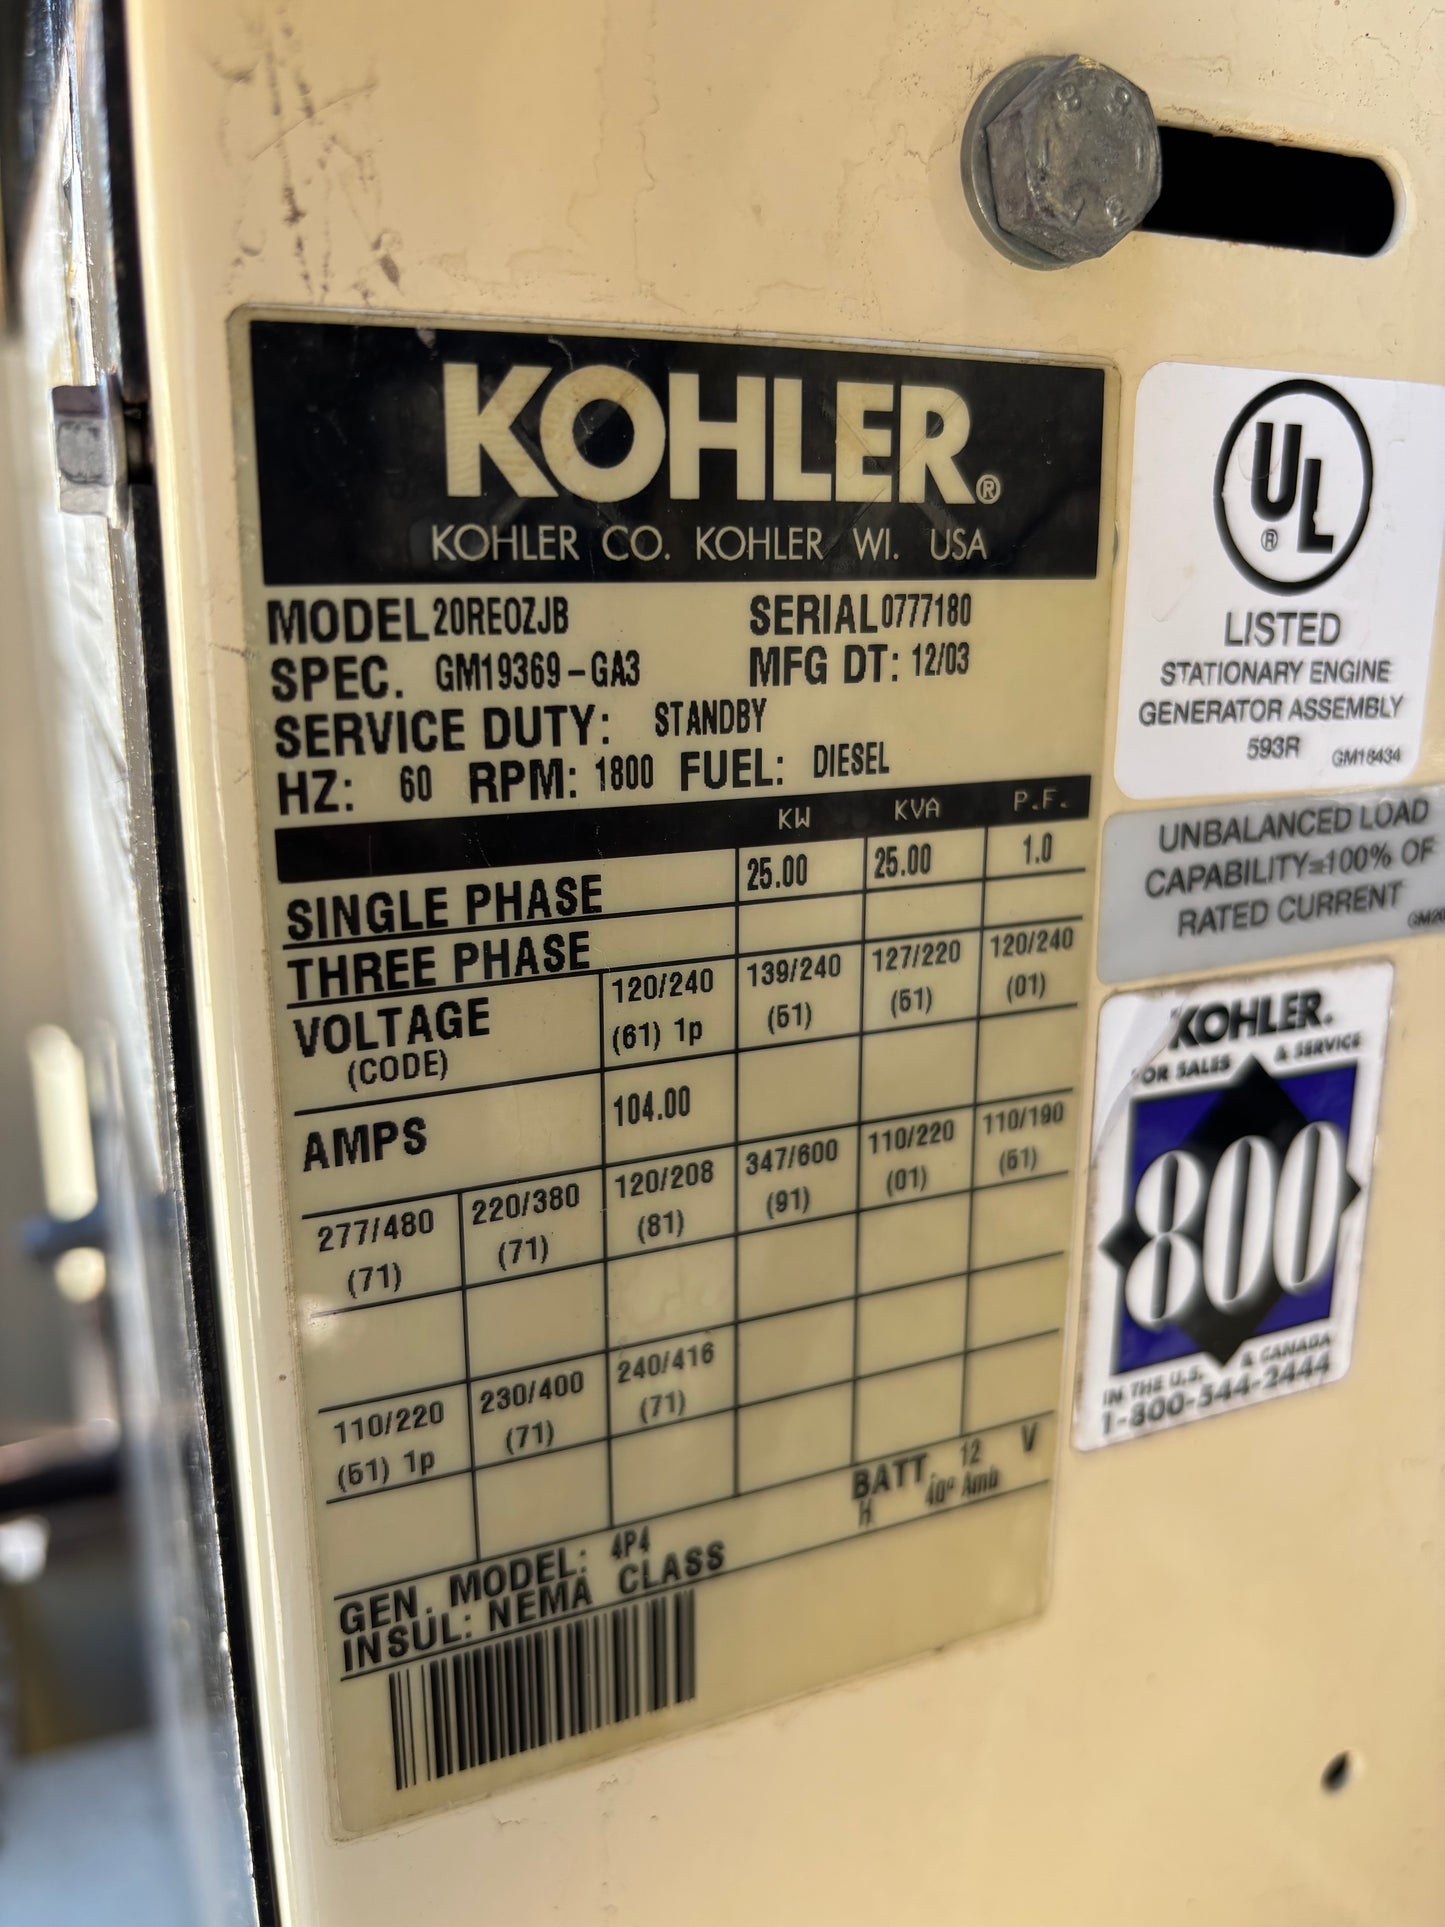 8.8
KOHLER®
KOHLER CO. KOHLER WI. USA
MODEL 20REOZJB SERIAL 0777180
SPEC. GM19369-GA3 MFG DT: 12/03
SERVICE DUTY: STANDBY
HZ: 60 RPM: 1800 FUEL: DIESEL
KW KVA P.F.
SINGLE PHASE 25.00 25.00 1.0
THREE PHASE
VOLTAGE 120/240 139/240 127/220 120/240
(CODE) (61) 1p (51) (51) (01)
AMPS 104.00
277/480 220/380 120/208 347/600 110/220 110/190
(71) (71) (81) (91) (01) (51)
110/220 230/400 240/416
(51) 1p (71) (71)
BATT 12 V
40° Amb
GEN. MODEL: 4P4
INSUL: NEMA CLASS H
UL
®
LISTED
STATIONARY ENGINE
GENERATOR ASSEMBLY
593R GM18434
UNBALANCED LOAD
CAPABILITY=100% OF
RATED CURRENT
GM20
KOHLER.
FOR SALES & SERVICE
800
IN THE U.S. & CANADA
1-800-544-2444